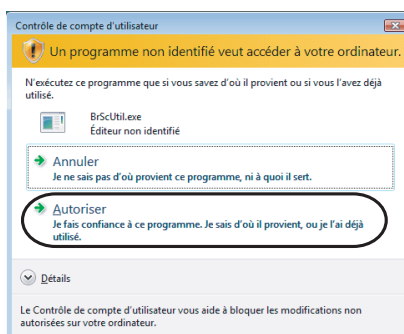 Contrôle de compte d'utilisateur
Un programme non identifié veut accéder à votre ordinateur.
N'exécutez ce programme que si vous savez d'où il provient ou si vous l'avez déjà
utilisé.
BrScUtil.exe
Éditeur non identifié
Annuler
Je ne sais pas d'où provient ce programme, ni à quoi il sert.
Autoriser
Je fais confiance à ce programme. Je sais d'où il provient, ou je l'ai déjà
utilisé.
Détails
Le Contrôle de compte d'utilisateur vous aide à bloquer les modifications non
autorisées sur votre ordinateur.